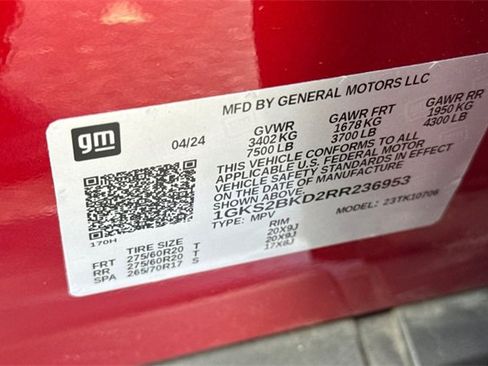 gm
04/24
MFD BY GENERAL MOTORS LLC
GVWR GAWR FRT GAWR RR
3402 KG 1678 KG 1950 KG
7500 LB 3700 LB 4300 LB
THIS VEHICLE CONFORMS TO ALL
APPLICABLE U.S. FEDERAL MOTOR
VEHICLE SAFETY STANDARDS IN EFFECT
ON THE DATE OF MANUFACTURE
1GKS2BKD2RR236953
TYPE: MPV MODEL: 23TK10706
170H
TIRE SIZE RIM
FRT 275/60R20 T 20X9J
RR 275/60R20 T 20X9J
SPA 265/70R17 S 17X8J